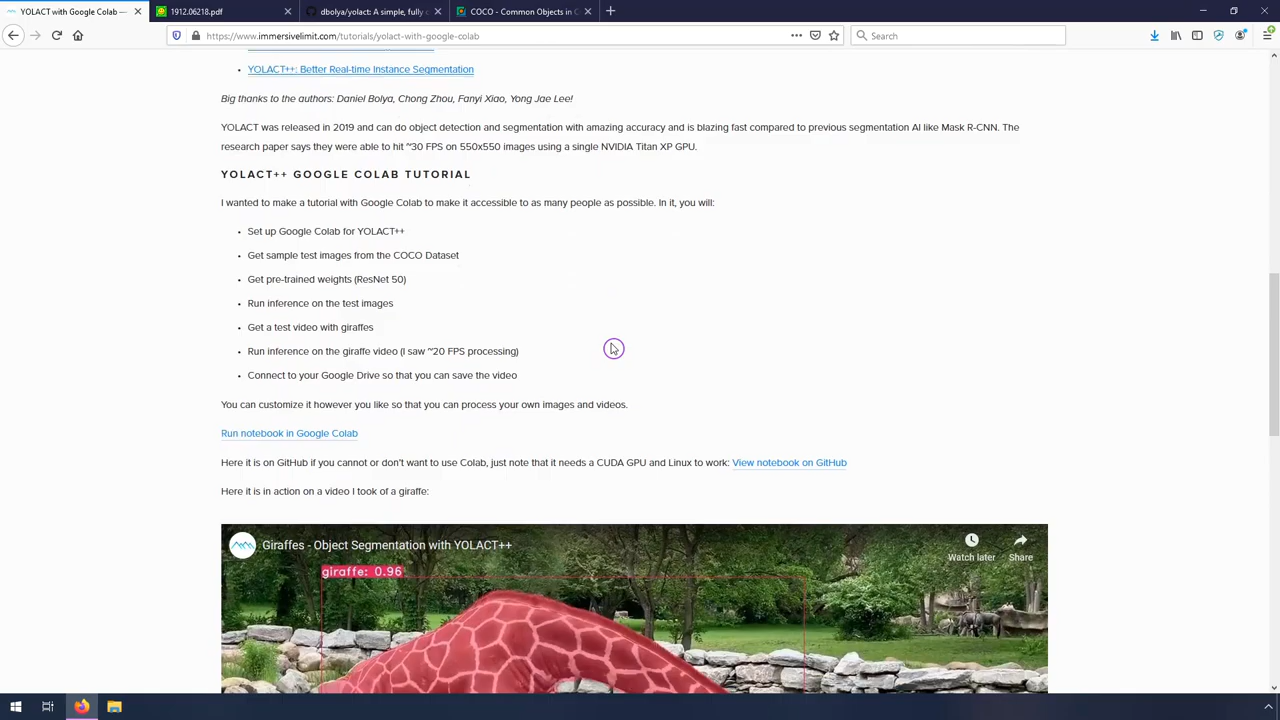 YOLACT with Google Colab —
1912.06218.pdf
dbolya/yolact: A simple, fully c
COCO - Common Objects in C
https://www.immersivelimit.com/tutorials/yolact-with-google-colab
Search
YOLACT++: Better Real-time Instance Segmentation
Big thanks to the authors: Daniel Bolya, Chong Zhou, Fanyi Xiao, Yong Jae Lee!
YOLACT was released in 2019 and can do object detection and segmentation with amazing accuracy and is blazing fast compared to previous segmentation AI like Mask R-CNN. The
research paper says they were able to hit ~30 FPS on 550x550 images using a single NVIDIA Titan XP GPU.
YOLACT++ GOOGLE COLAB TUTORIAL
I wanted to make a tutorial with Google Colab to make it accessible to as many people as possible. In it, you will:
• Set up Google Colab for YOLACT++
• Get sample test images from the COCO Dataset
• Get pre-trained weights (ResNet 50)
• Run inference on the test images
• Get a test video with giraffes
• Run inference on the giraffe video (I saw ~20 FPS processing)
• Connect to your Google Drive so that you can save the video
You can customize it however you like so that you can process your own images and videos.
Run notebook in Google Colab
Here it is on GitHub if you cannot or don't want to use Colab, just note that it needs a CUDA GPU and Linux to work: View notebook on GitHub
Here it is in action on a video I took of a giraffe:
Giraffes - Object Segmentation with YOLACT++
Watch later
Share
giraffe: 0.96